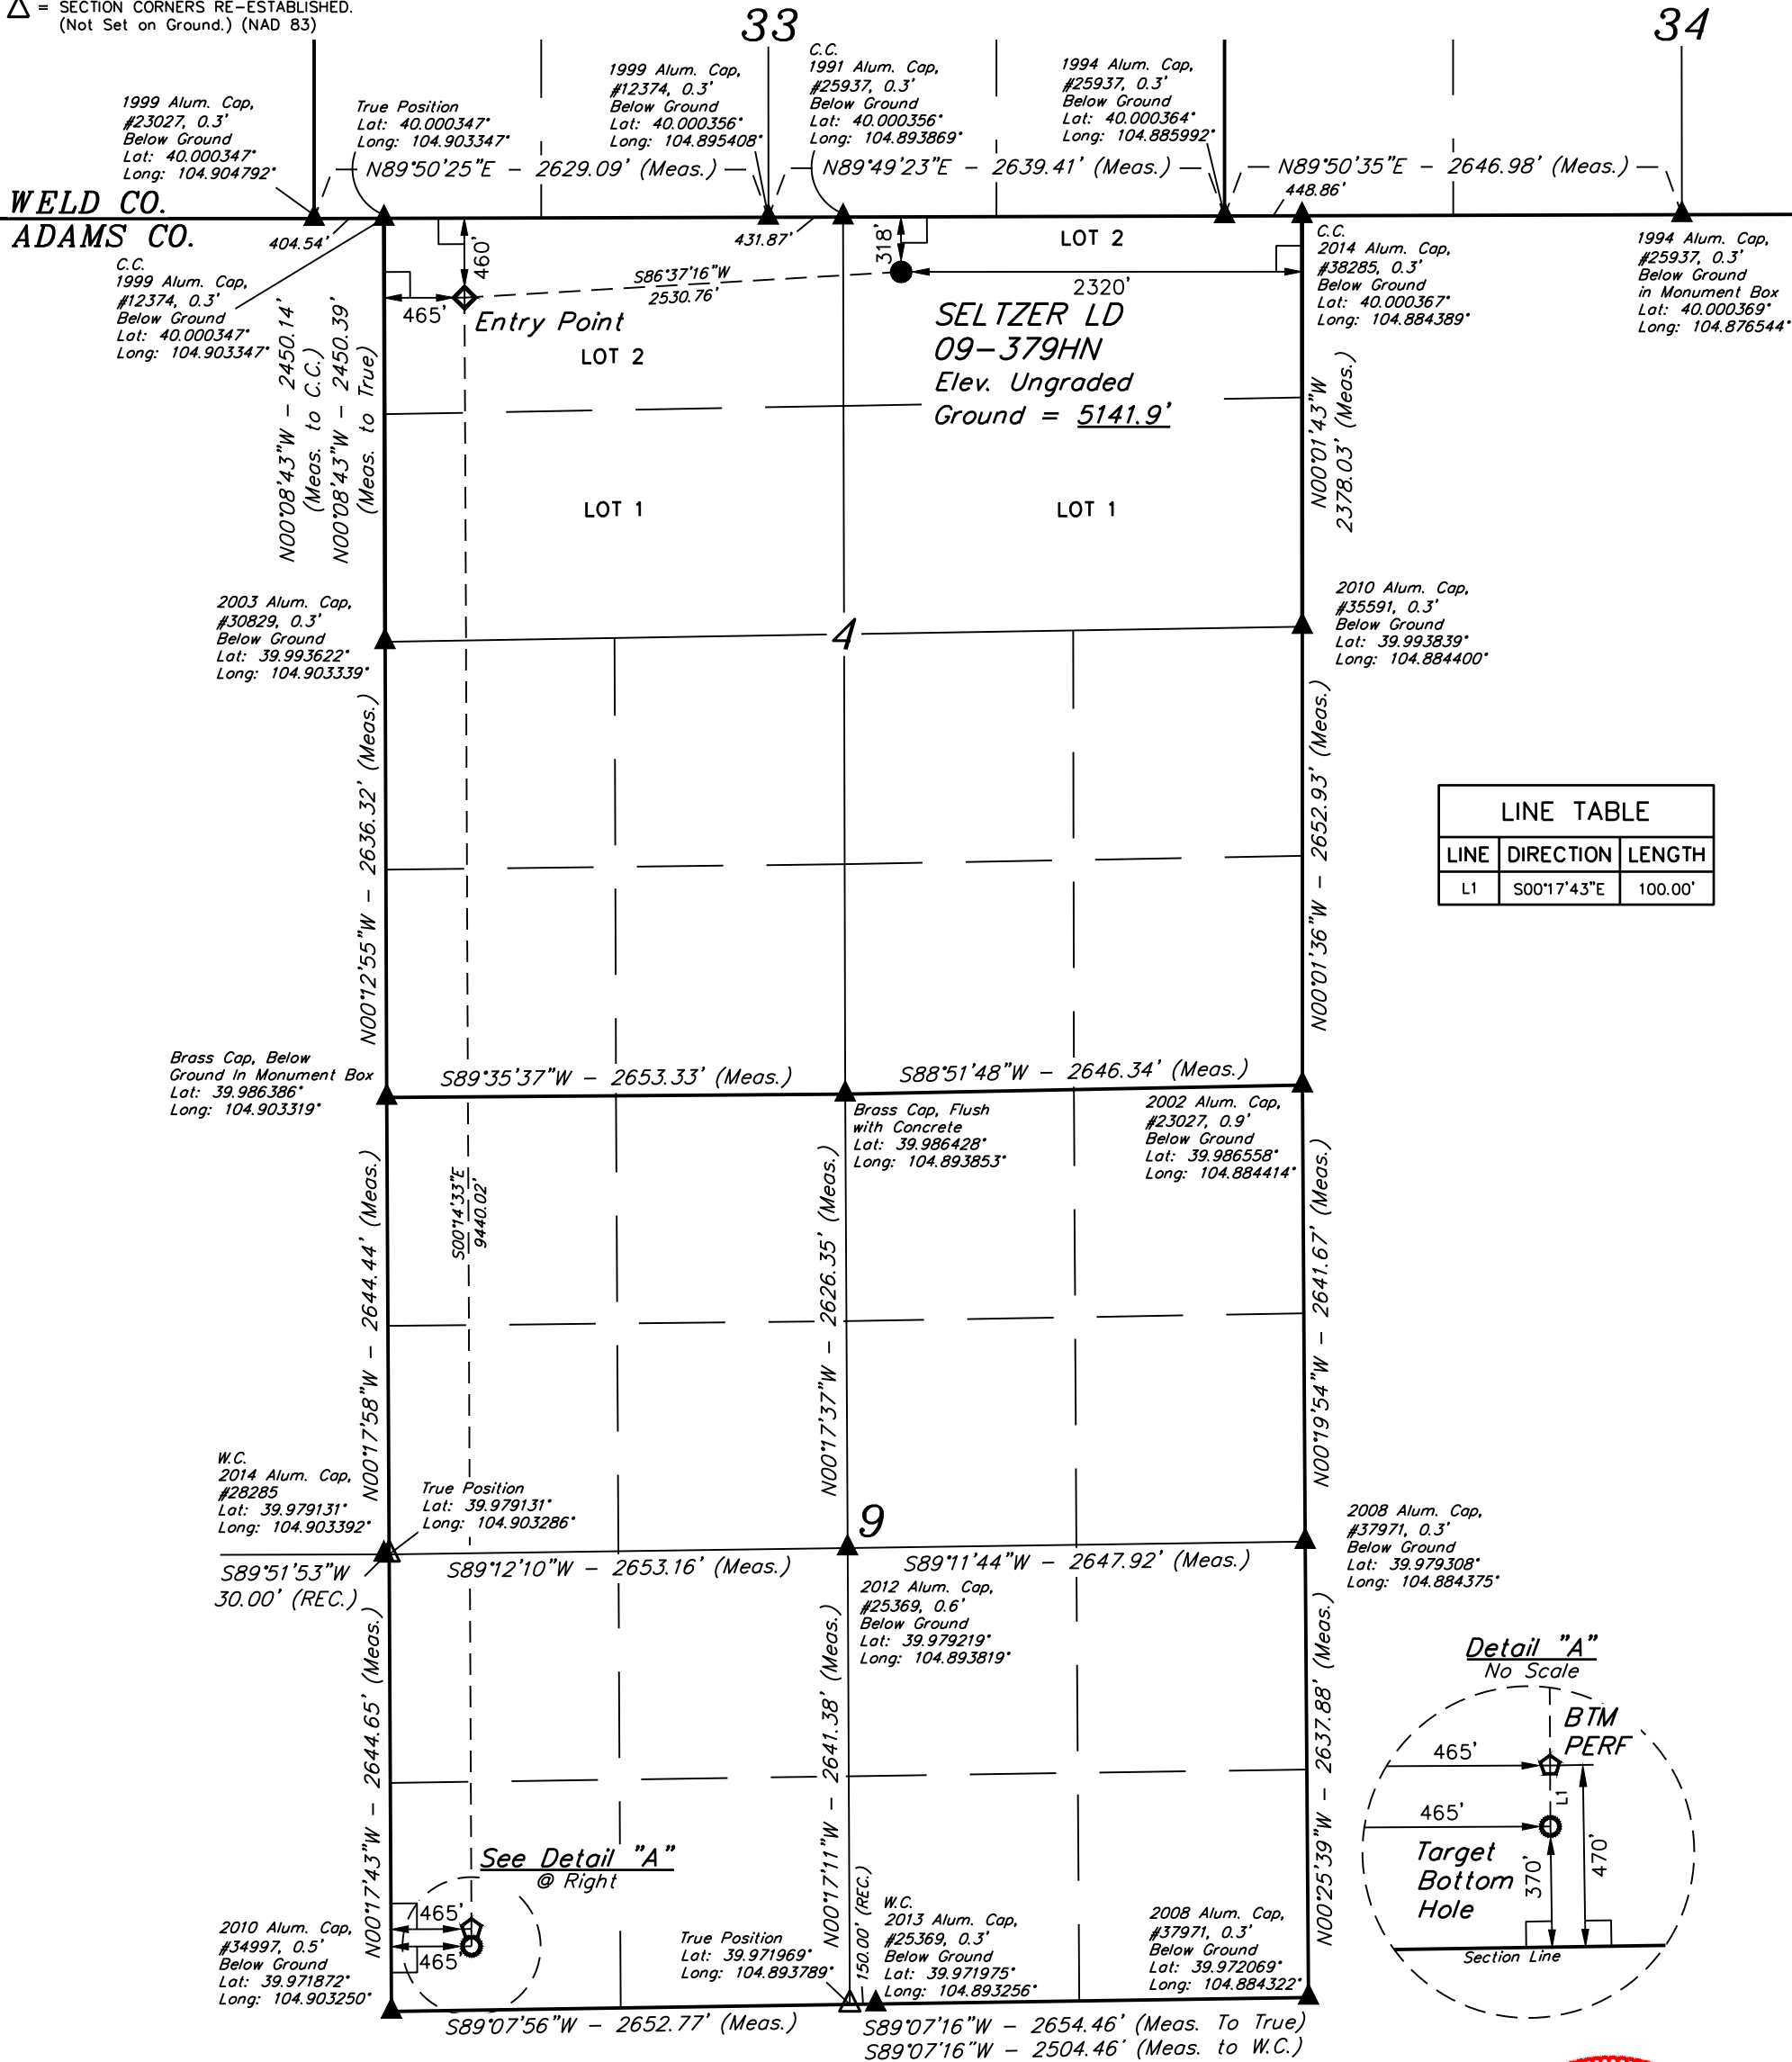 △ = SECTION CORNERS RE-ESTABLISHED.
(Not Set on Ground.) (NAD 83)
33
34
1999 Alum. Cap,
#23027, 0.3'
Below Ground
Lat: 40.000347°
Long: 104.904792°
True Position
Lat: 40.000347°
Long: 104.903347°
1999 Alum. Cap,
#12374, 0.3'
Below Ground
Lat: 40.000356°
Long: 104.895408°
C.C.
1991 Alum. Cap,
#25937, 0.3'
Below Ground
Lat: 40.000356°
Long: 104.893869°
1994 Alum. Cap,
#25937, 0.3'
Below Ground
Lat: 40.000364°
Long: 104.885992°
N89°50'25"E - 2629.09' (Meas.)
N89°49'23"E - 2639.41' (Meas.)
N89°50'35"E - 2646.98' (Meas.)
448.86'
WELD CO.
ADAMS CO.
404.54'
460'
431.87'
318'
LOT 2
C.C.
2014 Alum. Cap,
#38285, 0.3'
Below Ground
Lat: 40.000367°
Long: 104.884389°
1994 Alum. Cap,
#25937, 0.3'
Below Ground
in Monument Box
Lat: 40.000369°
Long: 104.876544°
C.C.
1999 Alum. Cap,
#12374, 0.3'
Below Ground
Lat: 40.000347°
Long: 104.903347°
S86°37'16"W
2530.76'
2320'
465'
Entry Point
LOT 2
SELTZER LD
09-379HN
Elev. Ungraded
Ground = 5141.9'
N00°08'43"W - 2450.14'
(Meas. to C.C.)
N00°08'43"W - 2450.39'
(Meas. to True)
N00°01'43"W
2378.03' (Meas.)
LOT 1
LOT 1
2003 Alum. Cap,
#30829, 0.3'
Below Ground
Lat: 39.993622°
Long: 104.903339°
4
2010 Alum. Cap,
#35591, 0.3'
Below Ground
Lat: 39.993839°
Long: 104.884400°
N00°12'55"W - 2636.32' (Meas.)
N00°01'36"W - 2652.93' (Meas.)
LINE TABLE
LINE DIRECTION LENGTH
L1 S00°17'43"E 100.00'
Brass Cap, Below
Ground In Monument Box
Lat: 39.986386°
Long: 104.903319°
S89°35'37"W - 2653.33' (Meas.)
S88°51'48"W - 2646.34' (Meas.)
Brass Cap, Flush
with Concrete
Lat: 39.986428°
Long: 104.893853°
2002 Alum. Cap,
#23027, 0.9'
Below Ground
Lat: 39.986558°
Long: 104.884414°
N00°17'58"W - 2644.44' (Meas.)
S00°14'33"E
9440.02'
N00°17'37"W - 2626.35' (Meas.)
N00°19'54"W - 2641.67' (Meas.)
W.C.
2014 Alum. Cap,
#28285
Lat: 39.979131°
Long: 104.903392°
True Position
Lat: 39.979131°
Long: 104.903286°
9
2008 Alum. Cap,
#37971, 0.3'
Below Ground
Lat: 39.979308°
Long: 104.884375°
S89°51'53"W
30.00' (REC.)
S89°12'10"W - 2653.16' (Meas.)
S89°11'44"W - 2647.92' (Meas.)
2012 Alum. Cap,
#25369, 0.6'
Below Ground
Lat: 39.979219°
Long: 104.893819°
N00°17'43"W - 2644.65' (Meas.)
N00°17'11"W - 2641.38' (Meas.)
N00°25'39"W - 2637.88' (Meas.)
Detail "A"
No Scale
BTM
PERF
465'
L1
465'
Target
Bottom
Hole
370'
470'
Section Line
See Detail "A"
@ Right
465'
465'
2010 Alum. Cap,
#34997, 0.5'
Below Ground
Lat: 39.971872°
Long: 104.903250°
True Position
Lat: 39.971969°
Long: 104.893789°
150.00' (REC.)
W.C.
2013 Alum. Cap,
#25369, 0.3'
Below Ground
Lat: 39.971975°
Long: 104.893256°
2008 Alum. Cap,
#37971, 0.3'
Below Ground
Lat: 39.972069°
Long: 104.884322°
S89°07'56"W - 2652.77' (Meas.)
S89°07'16"W - 2654.46' (Meas. To True)
S89°07'16"W - 2504.46' (Meas. to W.C.)